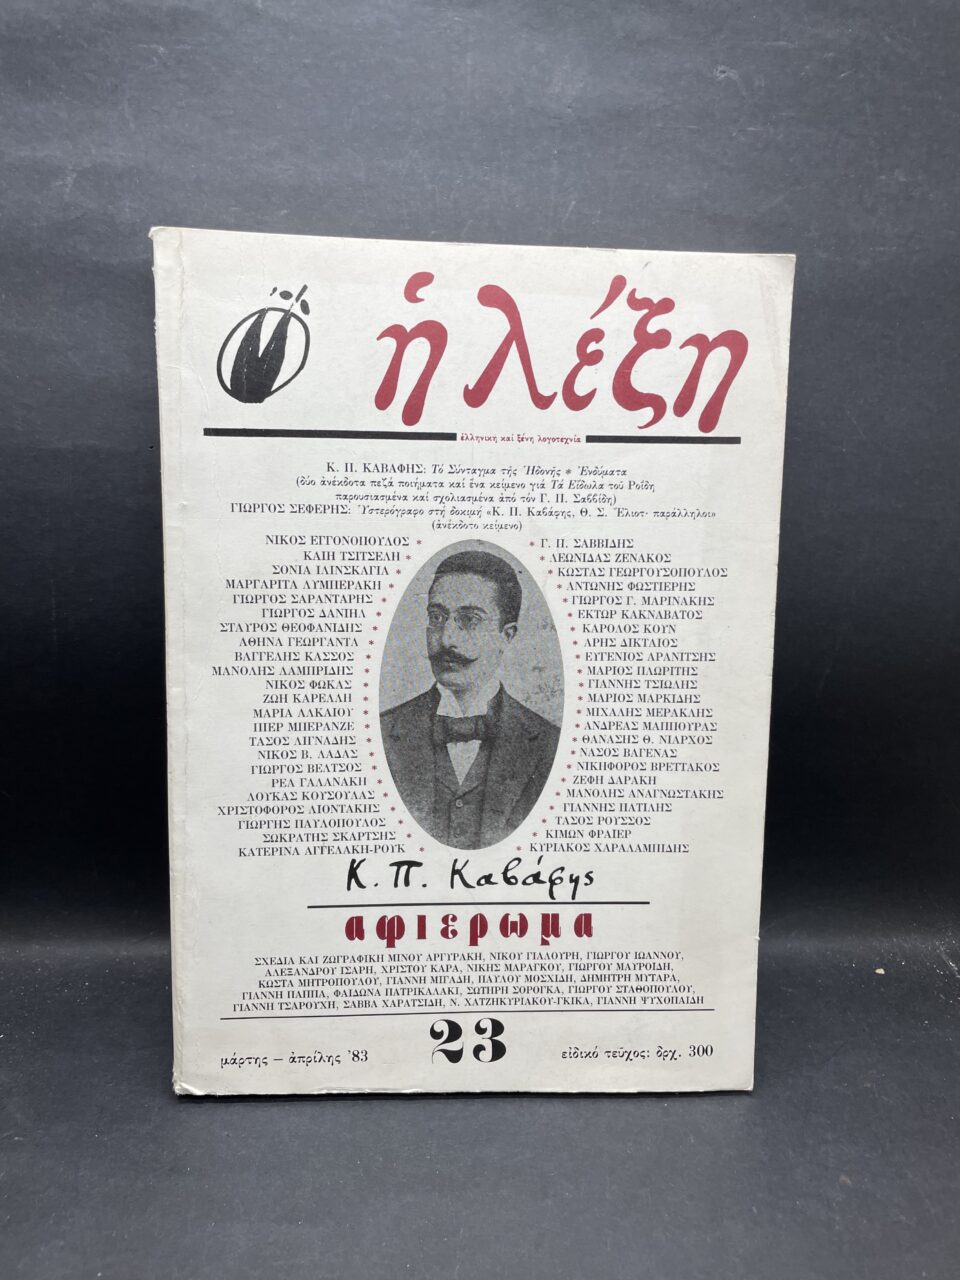 ἡ λέξη
ἑλληνική καί ξένη λογοτεχνία
Κ. Π. ΚΑΒΑΦΗΣ: Τό Σύνταγμα τῆς Ἡδονῆς * Ἐνδύματα
(δύο ἀνέκδοτα πεζά ποιήματα καί ἕνα κείμενο γιά Τά Εἴδωλα τοῦ Ροΐδη
παρουσιασμένα καί σχολιασμένα ἀπό τόν Γ. Π. Σαββίδη)
ΓΙΩΡΓΟΣ ΣΕΦΕΡΗΣ: Ὑστερόγραφο στή δοκιμή «Κ. Π. Καβάφης, Θ. Σ. Ἔλιοτ· παράλληλοι»
(ἀνέκδοτο κείμενο)
ΝΙΚΟΣ ΕΓΓΟΝΟΠΟΥΛΟΣ *
ΚΑΙΗ ΤΣΙΤΣΕΛΗ *
ΣΟΝΙΑ ΙΛΙΝΣΚΑΓΙΑ *
ΜΑΡΓΑΡΙΤΑ ΛΥΜΠΕΡΑΚΗ *
ΓΙΩΡΓΟΣ ΣΑΡΑΝΤΑΡΗΣ *
ΓΙΩΡΓΟΣ ΔΑΝΙΗΛ *
ΣΤΑΥΡΟΣ ΘΕΟΦΑΝΙΔΗΣ *
ΑΘΗΝΑ ΓΕΩΡΓΑΝΤΑ *
ΒΑΓΓΕΛΗΣ ΚΑΣΣΟΣ *
ΜΑΝΟΛΗΣ ΛΑΜΠΡΙΔΗΣ *
ΝΙΚΟΣ ΦΩΚΑΣ *
ΖΩΗ ΚΑΡΕΛΛΗ *
ΜΑΡΙΑ ΛΑΚΑΙΟΥ *
ΠΙΕΡ ΜΠΕΡΑΝΖΕ *
ΤΑΣΟΣ ΛΙΓΝΑΔΗΣ *
ΝΙΚΟΣ Β. ΛΑΔΑΣ *
ΓΙΩΡΓΟΣ ΒΕΛΤΣΟΣ *
ΡΕΑ ΓΑΛΑΝΑΚΗ *
ΛΟΥΚΑΣ ΚΟΥΣΟΥΛΑΣ *
ΧΡΙΣΤΟΦΟΡΟΣ ΛΙΟΝΤΑΚΗΣ *
ΓΙΩΡΓΗΣ ΠΑΥΛΟΠΟΥΛΟΣ *
ΣΩΚΡΑΤΗΣ ΣΚΑΡΤΣΗΣ *
ΚΑΤΕΡΙΝΑ ΑΓΓΕΛΑΚΗ-ΡΟΥΚ *
* Γ. Π. ΣΑΒΒΙΔΗΣ
* ΛΕΩΝΙΔΑΣ ΖΕΝΑΚΟΣ
* ΚΩΣΤΑΣ ΓΕΩΡΓΟΥΣΟΠΟΥΛΟΣ
* ΑΝΤΩΝΗΣ ΦΩΣΤΙΕΡΗΣ
* ΓΙΩΡΓΟΣ Γ. ΜΑΡΙΝΑΚΗΣ
* ΕΚΤΩΡ ΚΑΚΝΑΒΑΤΟΣ
* ΚΑΡΟΛΟΣ ΚΟΥΝ
* ΑΡΗΣ ΔΙΚΤΑΙΟΣ
* ΕΥΓΕΝΙΟΣ ΑΡΑΝΙΤΣΗΣ
* ΜΑΡΙΟΣ ΠΛΩΡΙΤΗΣ
* ΓΙΑΝΝΗΣ ΤΣΙΩΛΗΣ
* ΜΑΡΙΟΣ ΜΑΡΚΙΔΗΣ
* ΜΙΧΑΛΗΣ ΜΕΡΑΚΛΗΣ
* ΑΝΔΡΕΑΣ ΜΑΠΠΟΥΡΑΣ
* ΘΑΝΑΣΗΣ Θ. ΝΙΑΡΧΟΣ
* ΝΑΣΟΣ ΒΑΓΕΝΑΣ
* ΝΙΚΗΦΟΡΟΣ ΒΡΕΤΤΑΚΟΣ
* ΖΕΦΗ ΔΑΡΑΚΗ
* ΜΑΝΟΛΗΣ ΑΝΑΓΝΩΣΤΑΚΗΣ
* ΓΙΑΝΝΗΣ ΠΑΤΙΛΗΣ
* ΤΑΣΟΣ ΡΟΥΣΣΟΣ
* ΚΙΜΩΝ ΦΡΑΙΕΡ
* ΚΥΡΙΑΚΟΣ ΧΑΡΑΛΑΜΠΙΔΗΣ
Κ. Π. Καβάφης
αφιερωμα
ΣΧΕΔΙΑ ΚΑΙ ΖΩΓΡΑΦΙΚΗ ΜΙΝΟΥ ΑΡΓΥΡΑΚΗ, ΝΙΚΟΥ ΓΙΑΛΟΥΡΗ, ΓΙΩΡΓΟΥ ΙΩΑΝΝΟΥ,
ΑΛΕΞΑΝΔΡΟΥ ΙΣΑΡΗ, ΧΡΙΣΤΟΥ ΚΑΡΑ, ΝΙΚΗΣ ΜΑΡΑΓΚΟΥ, ΓΙΩΡΓΟΥ ΜΑΥΡΟΪΔΗ,
ΚΩΣΤΑ ΜΗΤΡΟΠΟΥΛΟΥ, ΓΙΑΝΝΗ ΜΙΓΑΔΗ, ΠΑΥΛΟΥ ΜΟΣΧΙΔΗ, ΔΗΜΗΤΡΗ ΜΥΤΑΡΑ,
ΓΙΑΝΝΗ ΠΑΠΠΑ, ΦΑΙΔΩΝΑ ΠΑΤΡΙΚΑΛΑΚΙ, ΣΩΤΗΡΗ ΣΟΡΟΓΚΑ, ΓΙΩΡΓΟΥ ΣΤΑΘΟΠΟΥΛΟΥ,
ΓΙΑΝΝΗ ΤΣΑΡΟΥΧΗ, ΣΑΒΒΑ ΧΑΡΑΤΣΙΔΗ, Ν. ΧΑΤΖΗΚΥΡΙΑΚΟΥ-ΓΚΙΚΑ, ΓΙΑΝΝΗ ΨΥΧΟΠΑΙΔΗ
μάρτης – ἀπρίλης '83
23
εἰδικό τεῦχος: δρχ. 300